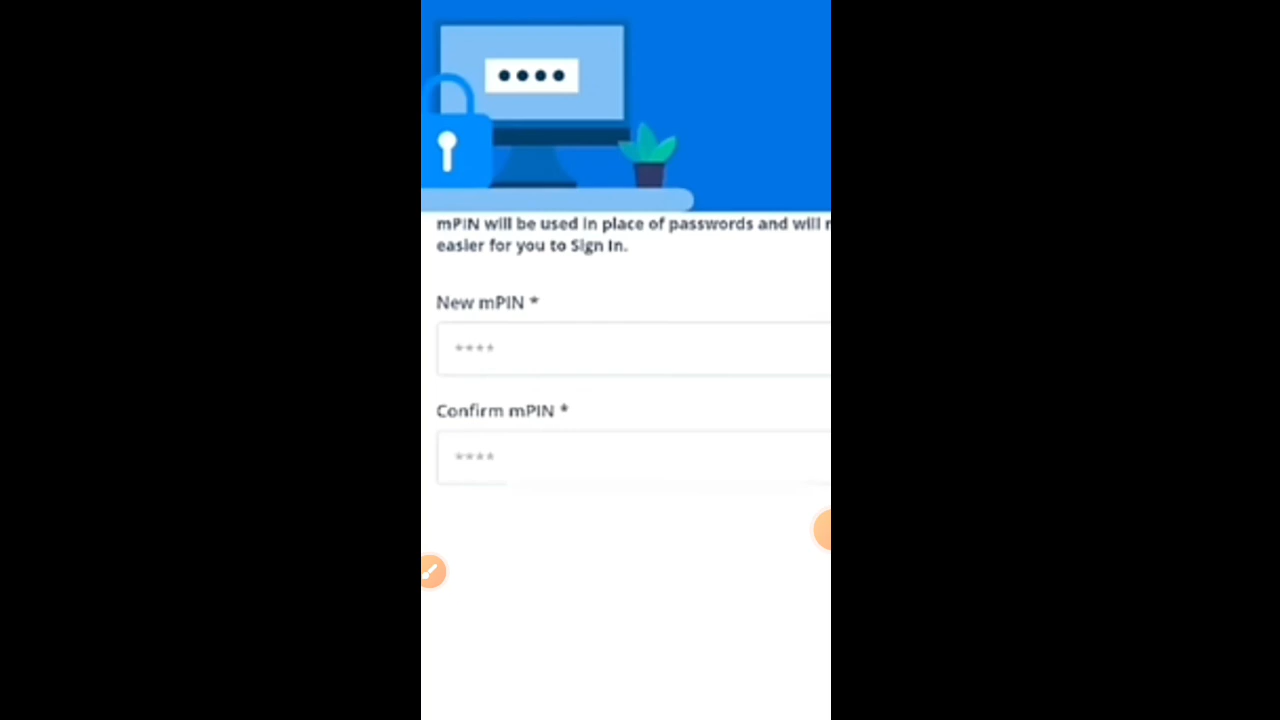 mPIN will be used in place of passwords and will
easier for you to Sign In.
New mPIN *
****
Confirm mPIN *
****